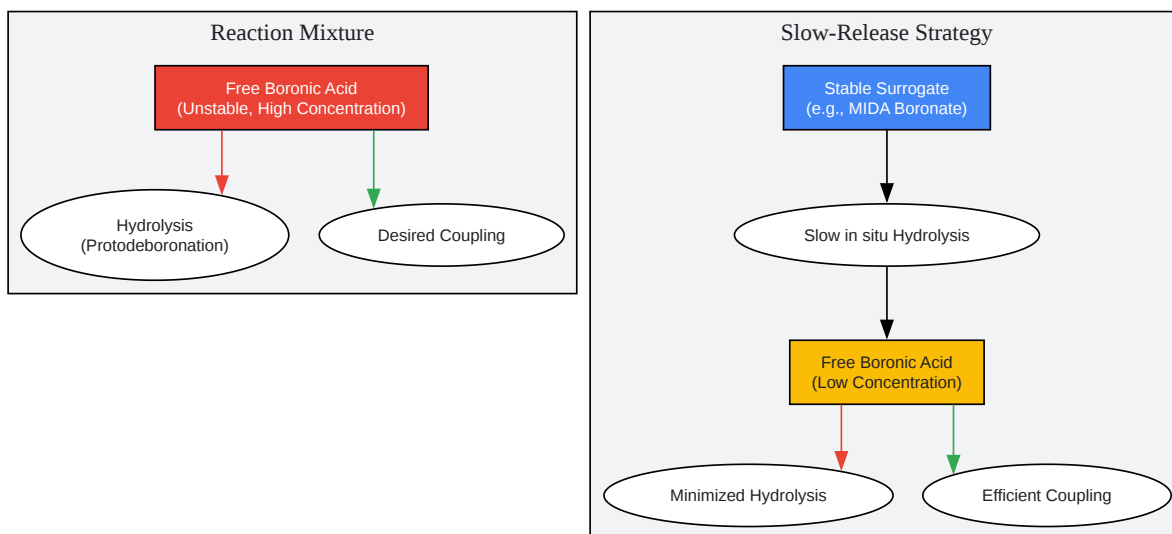 Reaction Mixture
Free Boronic Acid
(Unstable, High Concentration)
Hydrolysis
(Protodeboronation)
Desired Coupling
Slow-Release Strategy
Stable Surrogate
(e.g., MIDA Boronate)
Slow in situ Hydrolysis
Free Boronic Acid
(Low Concentration)
Minimized Hydrolysis
Efficient Coupling